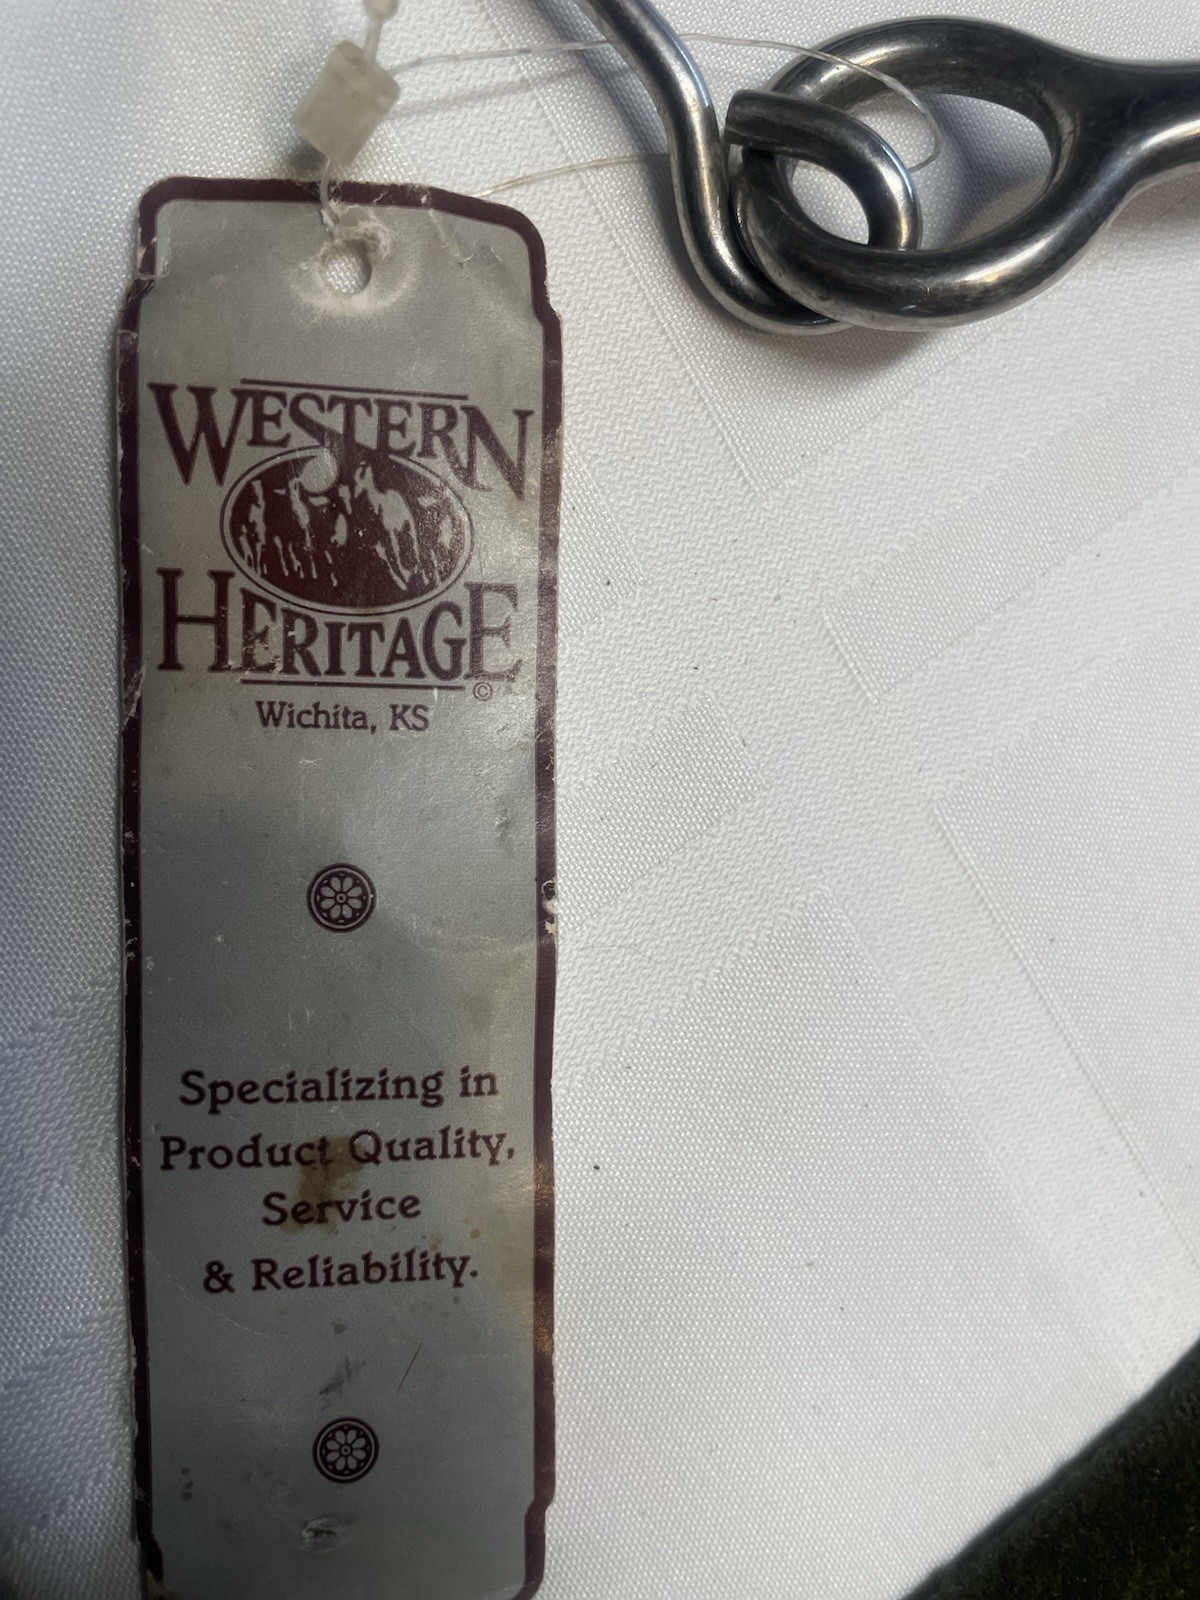 WESTERN
HERITAGE
©
Wichita, KS
Specializing in
Product Quality,
Service
& Reliability.